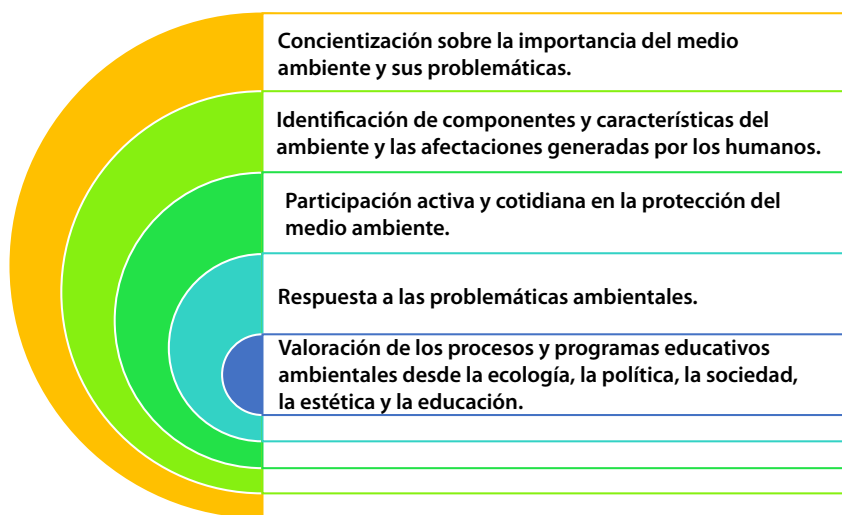 Concientización sobre la importancia del medio
ambiente y sus problemáticas.
Identificación de componentes y características del
ambiente y las afectaciones generadas por los humanos.
Participación activa y cotidiana en la protección del
medio ambiente.
Respuesta a las problemáticas ambientales.
Valoración de los procesos y programas educativos
ambientales desde la ecología, la política, la sociedad,
la estética y la educación.